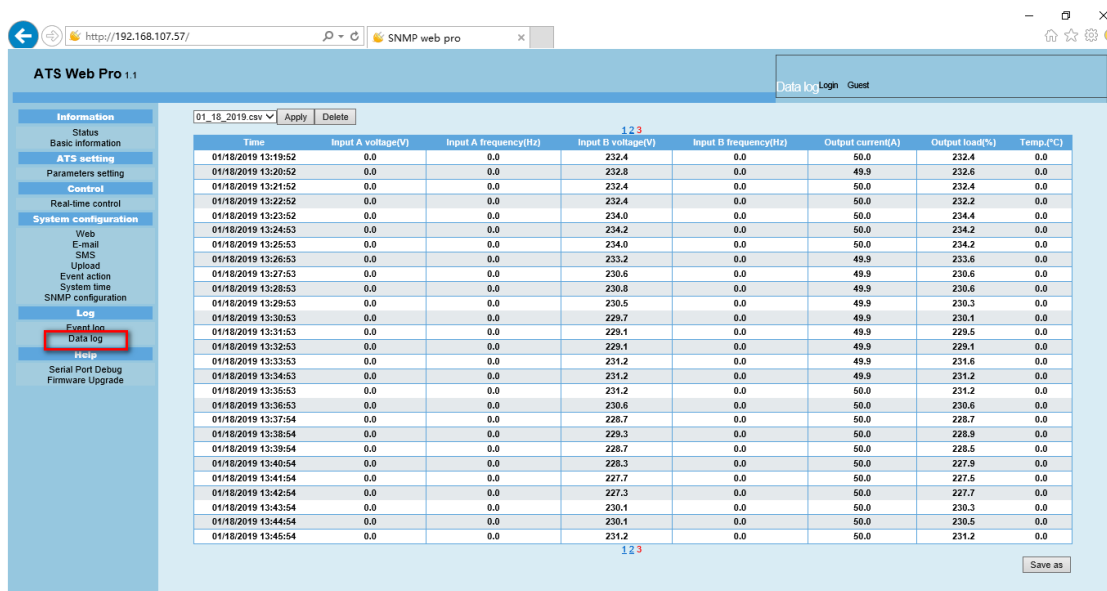 http://192.168.107.57/
SNMP web pro
ATS Web Pro 1.1
Data log Login Guest
Information
Status
Basic information
ATS setting
Parameters setting
Control
Real-time control
System configuration
Web
E-mail
SMS
Upload
Event action
System time
SNMP configuration
Log
Event log
Data log
Help
Serial Port Debug
Firmware Upgrade
01_18_2019.csv Apply Delete
1 2 3
Time Input A voltage(V) Input A frequency(Hz) Input B voltage(V) Input B frequency(Hz) Output current(A) Output load(%) Temp.(°C)
01/18/2019 13:19:52 0.0 0.0 232.4 0.0 50.0 232.4 0.0
01/18/2019 13:20:52 0.0 0.0 232.8 0.0 49.9 232.6 0.0
01/18/2019 13:21:52 0.0 0.0 232.4 0.0 50.0 232.4 0.0
01/18/2019 13:22:52 0.0 0.0 232.4 0.0 50.0 232.2 0.0
01/18/2019 13:23:52 0.0 0.0 234.0 0.0 50.0 234.4 0.0
01/18/2019 13:24:53 0.0 0.0 234.2 0.0 50.0 234.2 0.0
01/18/2019 13:25:53 0.0 0.0 234.0 0.0 50.0 234.2 0.0
01/18/2019 13:26:53 0.0 0.0 233.2 0.0 49.9 233.6 0.0
01/18/2019 13:27:53 0.0 0.0 230.6 0.0 49.9 230.6 0.0
01/18/2019 13:28:53 0.0 0.0 230.8 0.0 49.9 230.6 0.0
01/18/2019 13:29:53 0.0 0.0 230.5 0.0 49.9 230.3 0.0
01/18/2019 13:30:53 0.0 0.0 229.7 0.0 49.9 230.1 0.0
01/18/2019 13:31:53 0.0 0.0 229.1 0.0 49.9 229.5 0.0
01/18/2019 13:32:53 0.0 0.0 229.1 0.0 49.9 229.1 0.0
01/18/2019 13:33:53 0.0 0.0 231.2 0.0 49.9 231.6 0.0
01/18/2019 13:34:53 0.0 0.0 231.2 0.0 49.9 231.2 0.0
01/18/2019 13:35:53 0.0 0.0 231.2 0.0 50.0 231.2 0.0
01/18/2019 13:36:53 0.0 0.0 230.6 0.0 50.0 230.6 0.0
01/18/2019 13:37:54 0.0 0.0 228.7 0.0 50.0 228.7 0.0
01/18/2019 13:38:54 0.0 0.0 229.3 0.0 50.0 228.9 0.0
01/18/2019 13:39:54 0.0 0.0 228.7 0.0 50.0 228.5 0.0
01/18/2019 13:40:54 0.0 0.0 228.3 0.0 50.0 227.9 0.0
01/18/2019 13:41:54 0.0 0.0 227.7 0.0 50.0 227.5 0.0
01/18/2019 13:42:54 0.0 0.0 227.3 0.0 50.0 227.7 0.0
01/18/2019 13:43:54 0.0 0.0 230.1 0.0 50.0 230.3 0.0
01/18/2019 13:44:54 0.0 0.0 230.1 0.0 50.0 230.5 0.0
01/18/2019 13:45:54 0.0 0.0 231.2 0.0 50.0 231.2 0.0
1 2 3
Save as